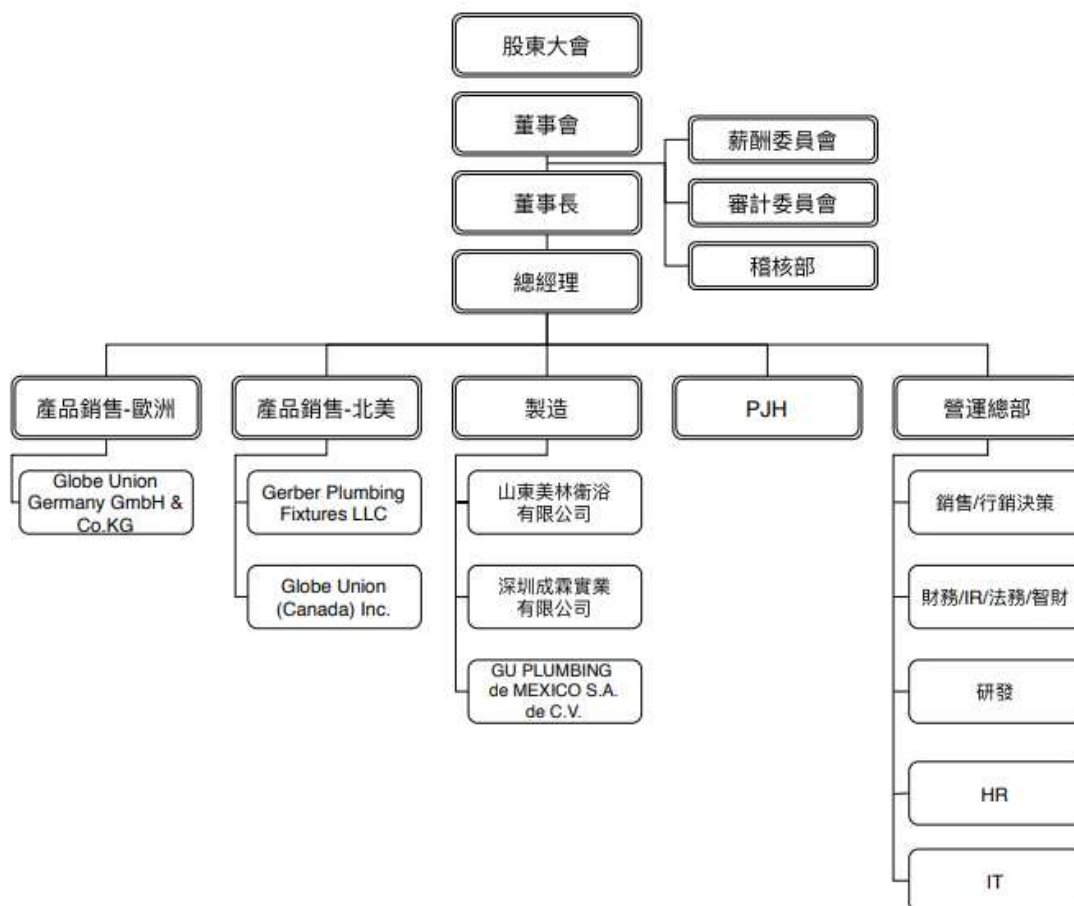 股東大會
董事會
薪酬委員會
董事長
審計委員會
總經理
稽核部
產品銷售-歐洲
產品銷售-北美
製造
PJH
營運總部
Globe Union
Germany GmbH &
Co.KG
Gerber Plumbing
Fixtures LLC
Globe Union
(Canada) Inc.
山東美林衛浴
有限公司
深圳成霖實業
有限公司
GU PLUMBING
de MEXICO S.A.
de C.V.
銷售/行銷決策
財務/IR/法務/智財
研發
HR
IT